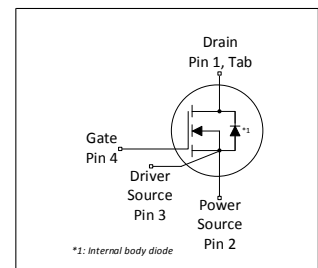 Drain
Pin 1, Tab
*1
Gate
Pin 4
Driver
Source
Pin 3
Power
Source
Pin 2
*1: Internal body diode